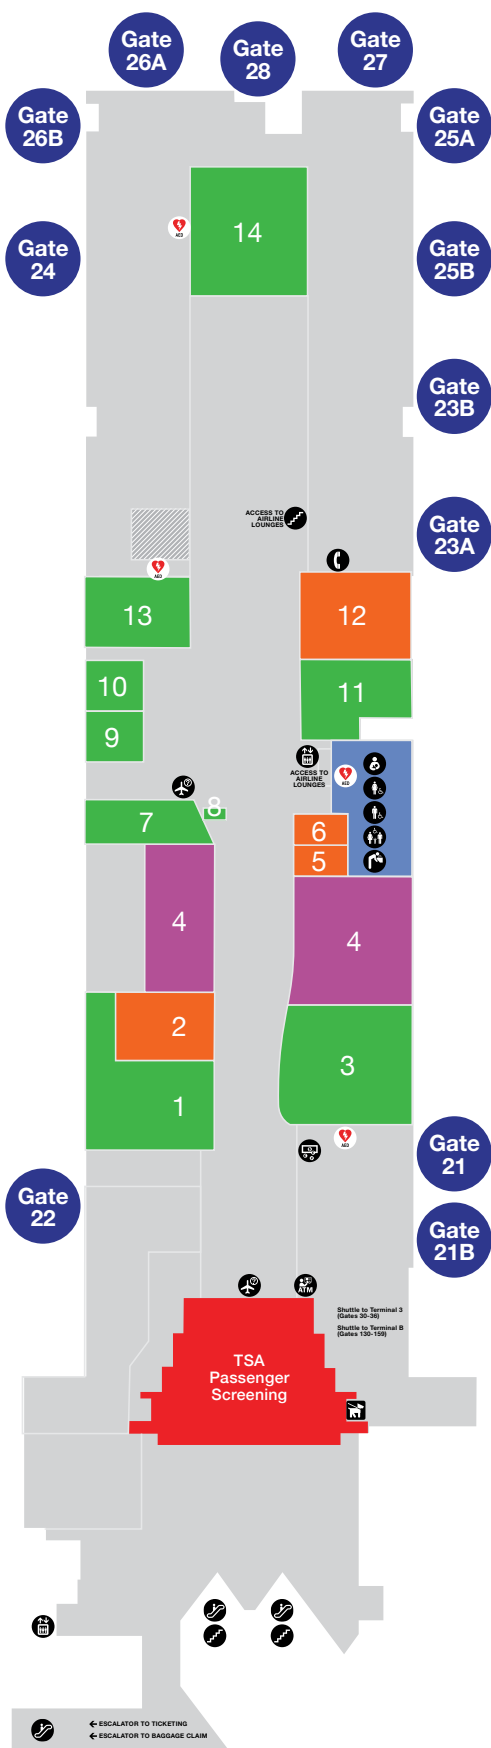 Gate
26A
Gate
28
Gate
27
Gate
26B
Gate
25A
14
AED
Gate
24
Gate
25B
Gate
23B
ACCESS TO
AIRLINE
LOUNGES
Gate
23A
AED
13
12
10
11
9
ACCESS TO
AIRLINE
LOUNGES
AED
?
8
7
6
5
4
4
2
3
1
AED
Gate
21
Gate
22
Gate
21B
?
ATM
Shuttle to Terminal 3
(Gates 30-36)
Shuttle to Terminal B
(Gates 130-159)
TSA
Passenger
Screening
← ESCALATOR TO TICKETING
← ESCALATOR TO BAGGAGE CLAIM